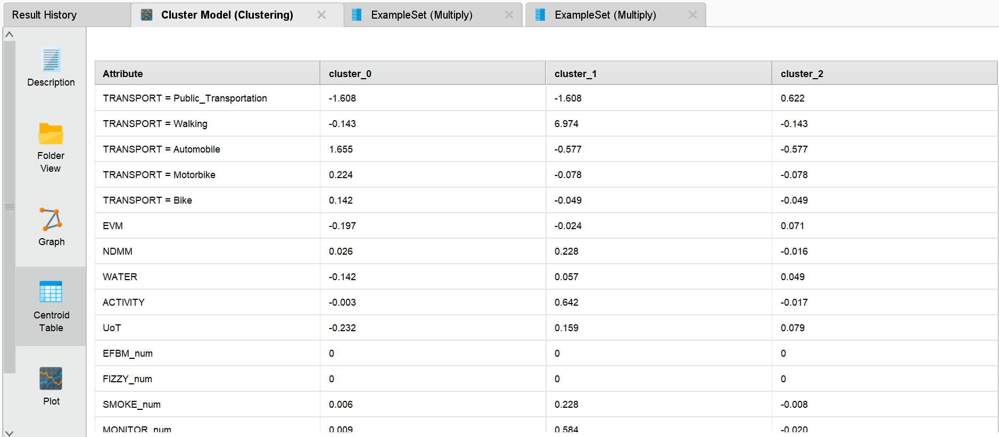 Result History
Cluster Model (Clustering)
ExampleSet (Multiply)
ExampleSet (Multiply)
Description
Folder
View
Graph
Centroid
Table
Plot
Attribute cluster_0 cluster_1 cluster_2
TRANSPORT = Public_Transportation -1.608 -1.608 0.622
TRANSPORT = Walking -0.143 6.974 -0.143
TRANSPORT = Automobile 1.655 -0.577 -0.577
TRANSPORT = Motorbike 0.224 -0.078 -0.078
TRANSPORT = Bike 0.142 -0.049 -0.049
EVM -0.197 -0.024 0.071
NDMM 0.026 0.228 -0.016
WATER -0.142 0.057 0.049
ACTIVITY -0.003 0.642 -0.017
UoT -0.232 0.159 0.079
EFBM_num 0 0 0
FIZZY_num 0 0 0
SMOKE_num 0.006 0.228 -0.008
MONITOR_num 0.009 0.584 -0.020